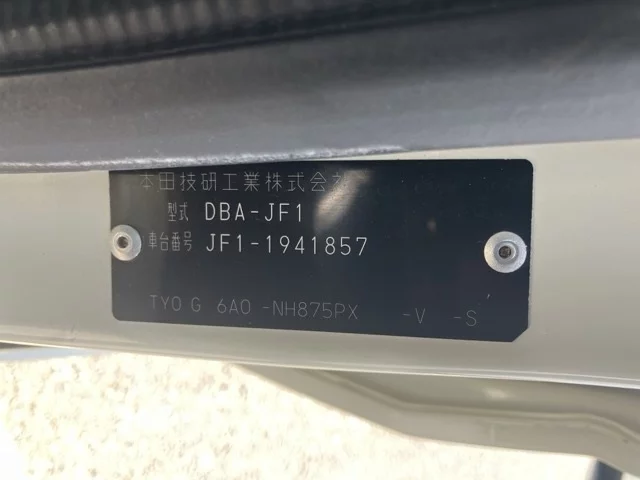 本田技研工業株式会社
型式 DBA-JF1
車台番号 JF1-1941857
TYO G 6A0 -NH875PX -V -S